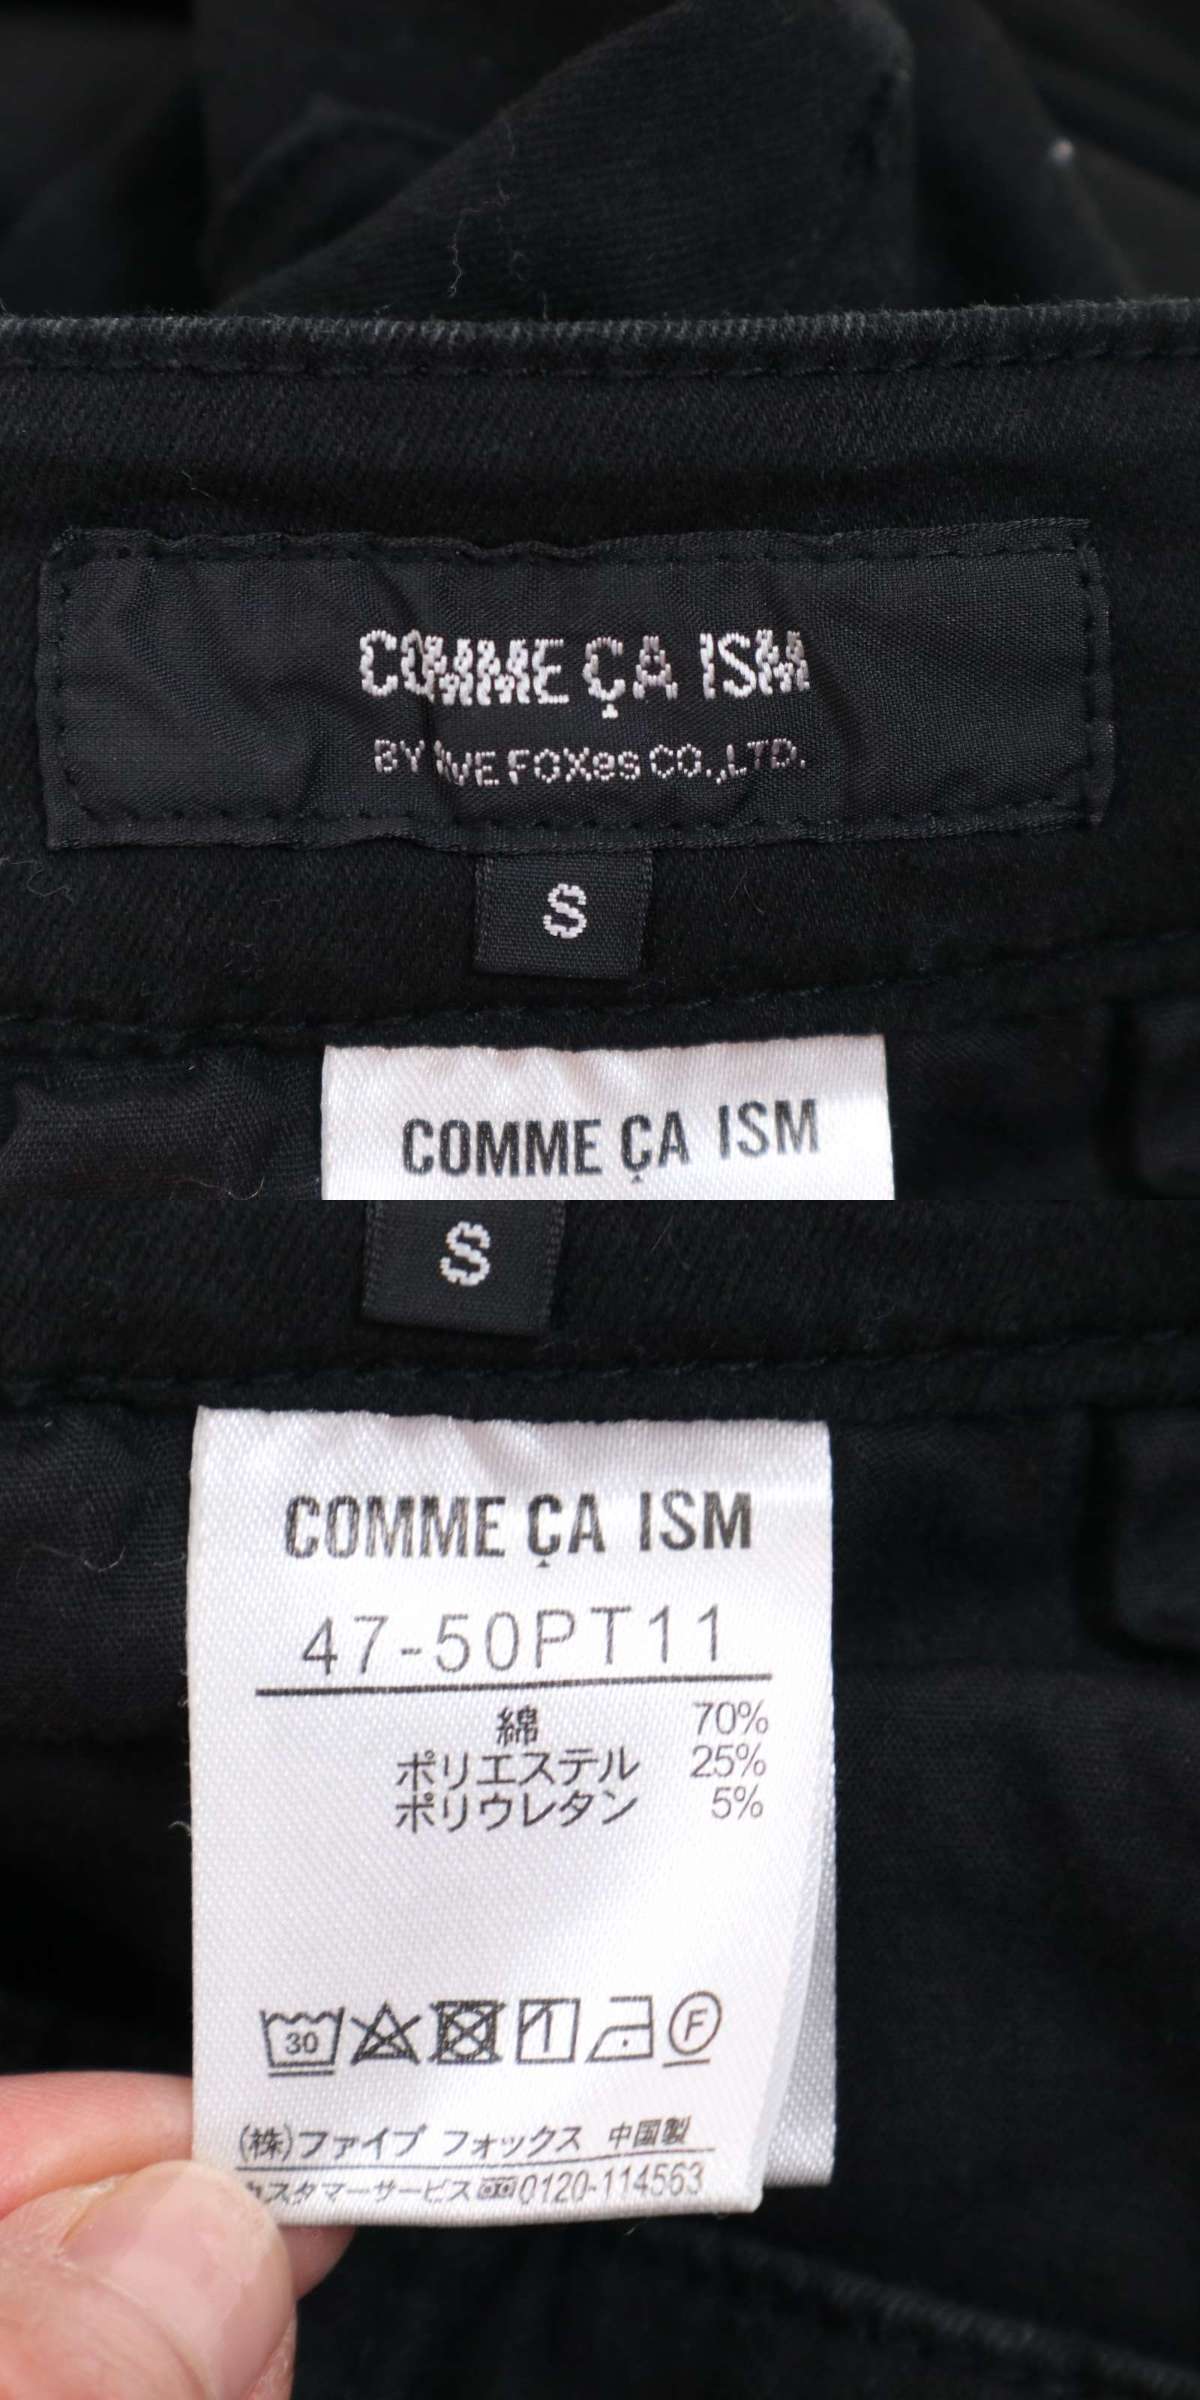 COMME ÇA ISM
BY FIVE FOXes CO.,LTD.
S
COMME ÇA ISM
S
COMME ÇA ISM
47-50PT11
綿 70%
ポリエステル 25%
ポリウレタン 5%
30
F
(株)ファイブ フォックス 中国製
カスタマーサービス 0120-114563